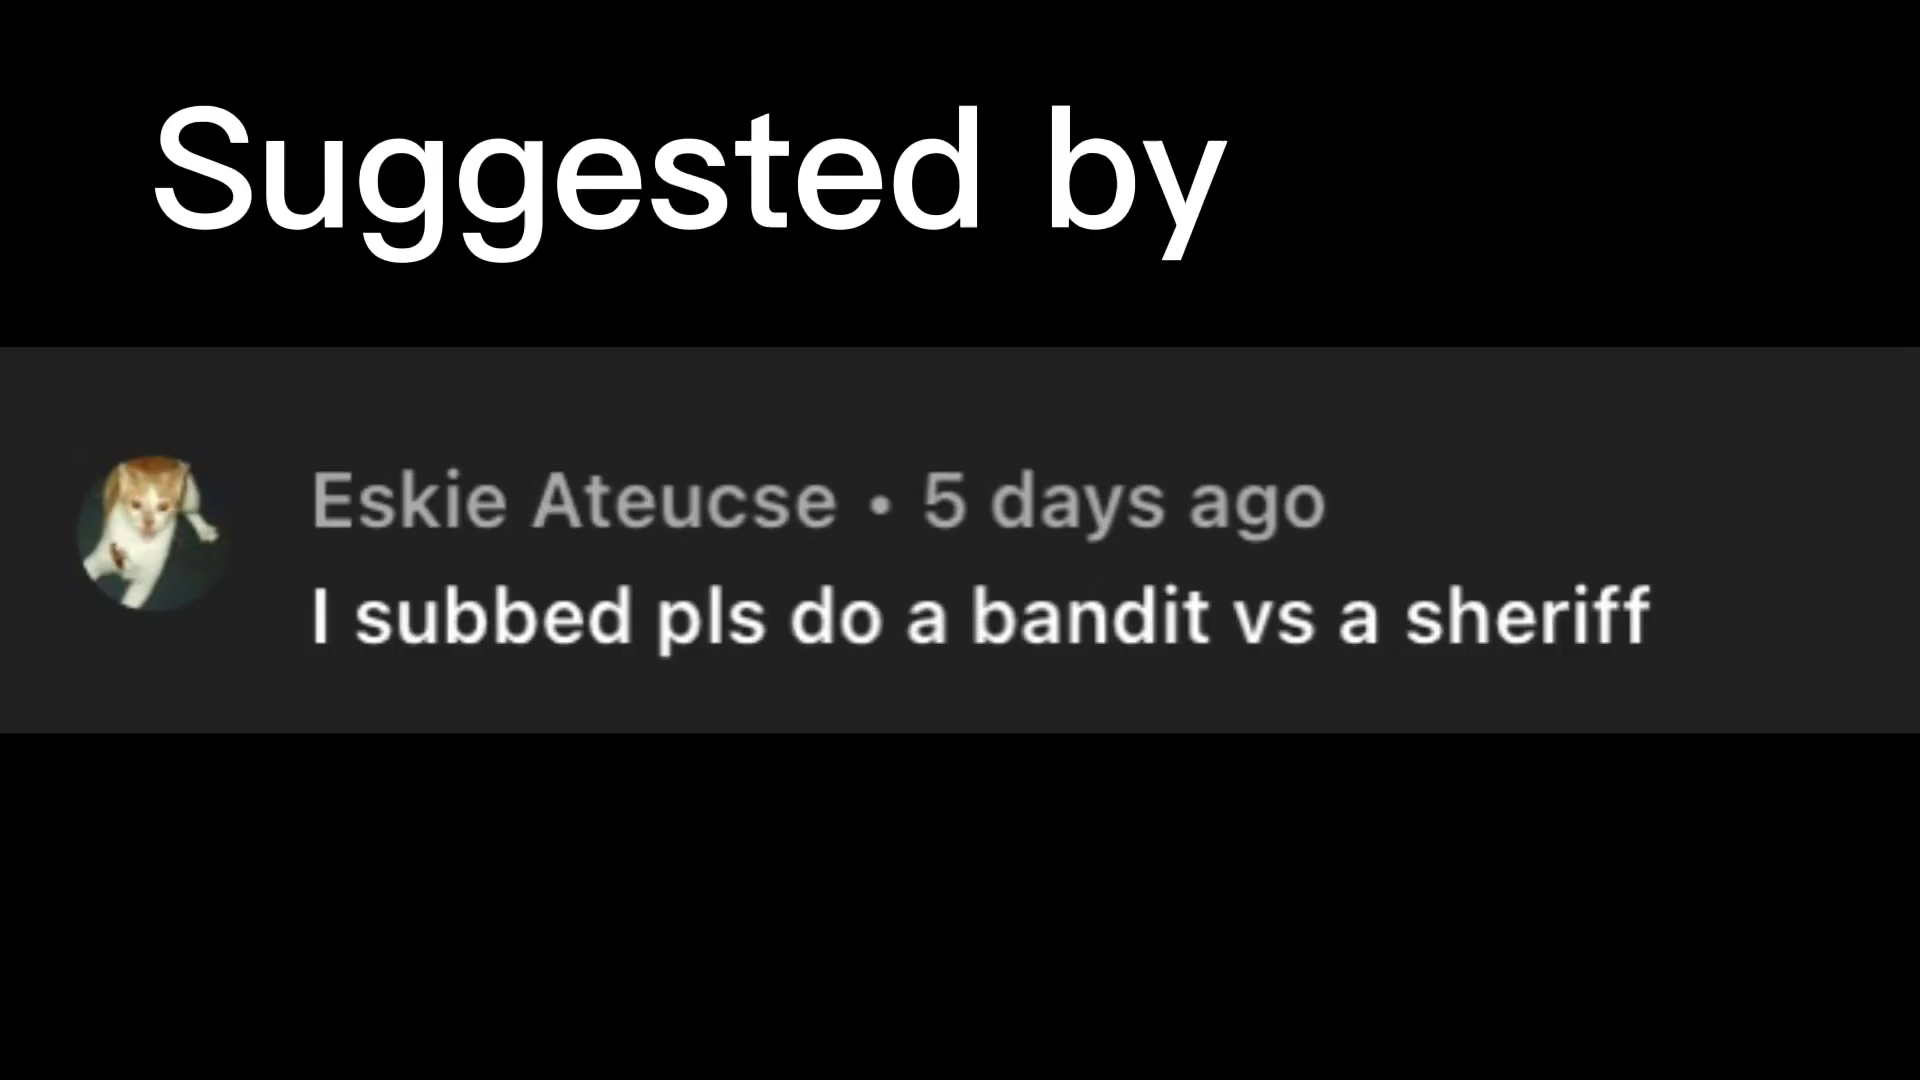 Suggested by
Eskie Ateucse • 5 days ago
I subbed pls do a bandit vs a sheriff